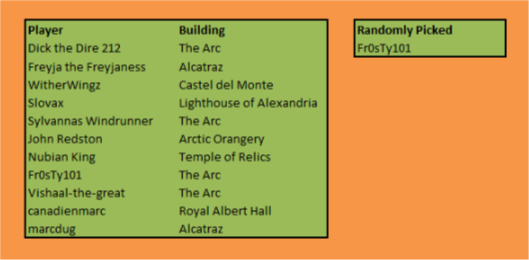 Player Building
Dick the Dire 212 The Arc
Freyja the Freyjaness Alcatraz
WitherWingz Castel del Monte
Slovax Lighthouse of Alexandria
Sylvannas Windrunner The Arc
John Redston Arctic Orangery
Nubian King Temple of Relics
Fr0sTy101 The Arc
Vishaal-the-great The Arc
canadienmarc Royal Albert Hall
marcdug Alcatraz
Randomly Picked
Fr0sTy101